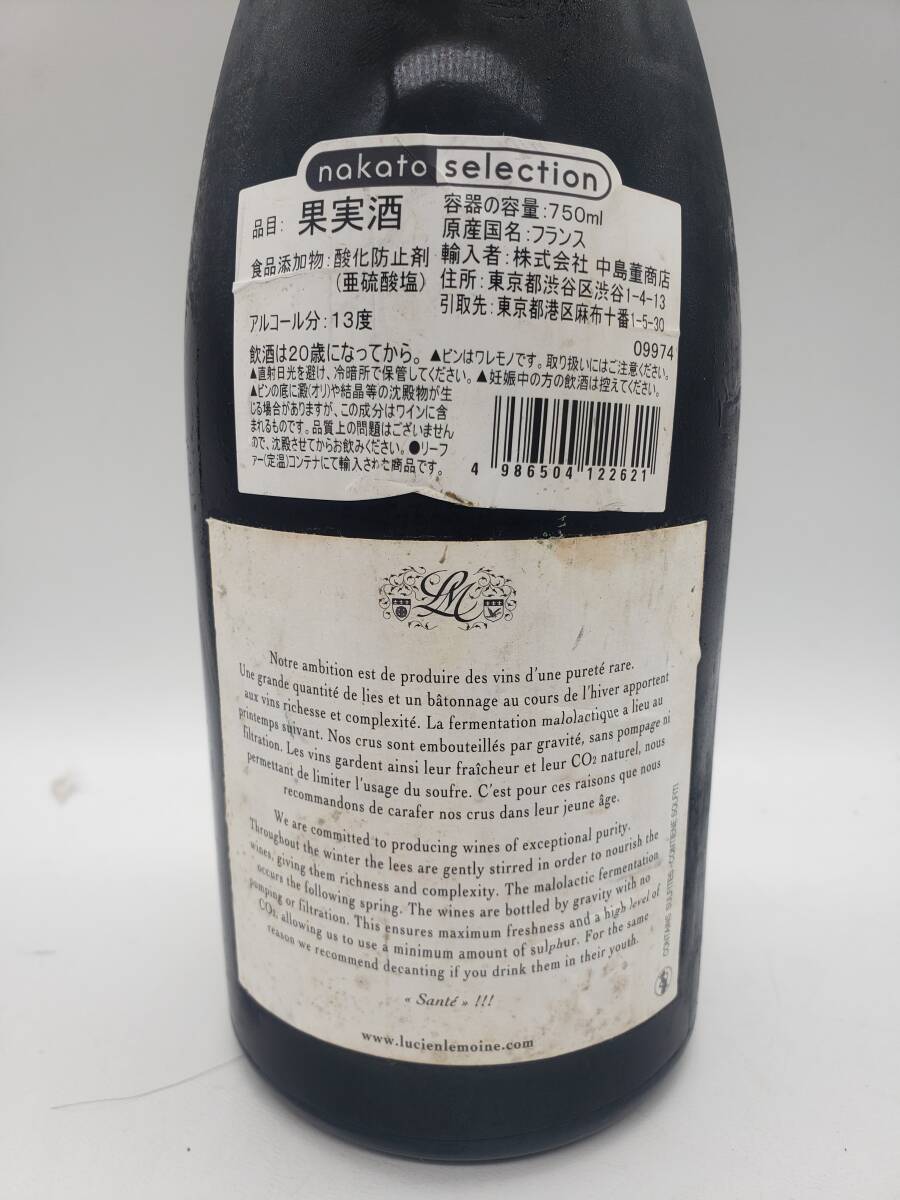 nakato selection
品目: 果実酒
食品添加物:酸化防止剤
(亜硫酸塩)
アルコール分:13度
容器の容量:750ml
原産国名:フランス
輸入者:株式会社 中島董商店
住所:東京都渋谷区渋谷1-4-13
引取先:東京都港区麻布十番1-5-30
09974
飲酒は20歳になってから。▲ビンはワレモノです。取り扱いにはご注意ください。
▲直射日光を避け、冷暗所で保管してください。▲妊娠中の方の飲酒は控えてください。
▲ビンの底に澱(オリ)や結晶等の沈殿物が生
じる場合がありますが、この成分はワインに含
まれるものです。品質上の問題はございません
ので、沈殿させてからお飲みください。●リーフ
ァー(定温)コンテナにて輸入された商品です。
4 986504 122621
LM
Notre ambition est de produire des vins d'une pureté rare.
Une grande quantité de lies et un bâtonnage au cours de l'hiver apportent
aux vins richesse et complexité. La fermentation malolactique a lieu au
printemps suivant. Nos crus sont embouteillés par gravité, sans pompage ni
filtration. Les vins gardent ainsi leur fraîcheur et leur CO2 naturel, nous
permettant de limiter l'usage du soufre. C'est pour ces raisons que nous
recommandons de carafer nos crus dans leur jeune âge.
We are committed to producing wines of exceptional purity.
Throughout the winter the lees are gently stirred in order to nourish the
wines, giving them richness and complexity. The malolactic fermentation
occurs the following spring. The wines are bottled by gravity with no
pumping or filtration. This ensures maximum freshness and a high level of
CO2, allowing us to use a minimum amount of sulphur. For the same
reason we recommend decanting if you drink them in their youth.
« Santé » !!!
www.lucienlemoine.com
CONTAINS SULFITES-CONTIENE SOLFITI